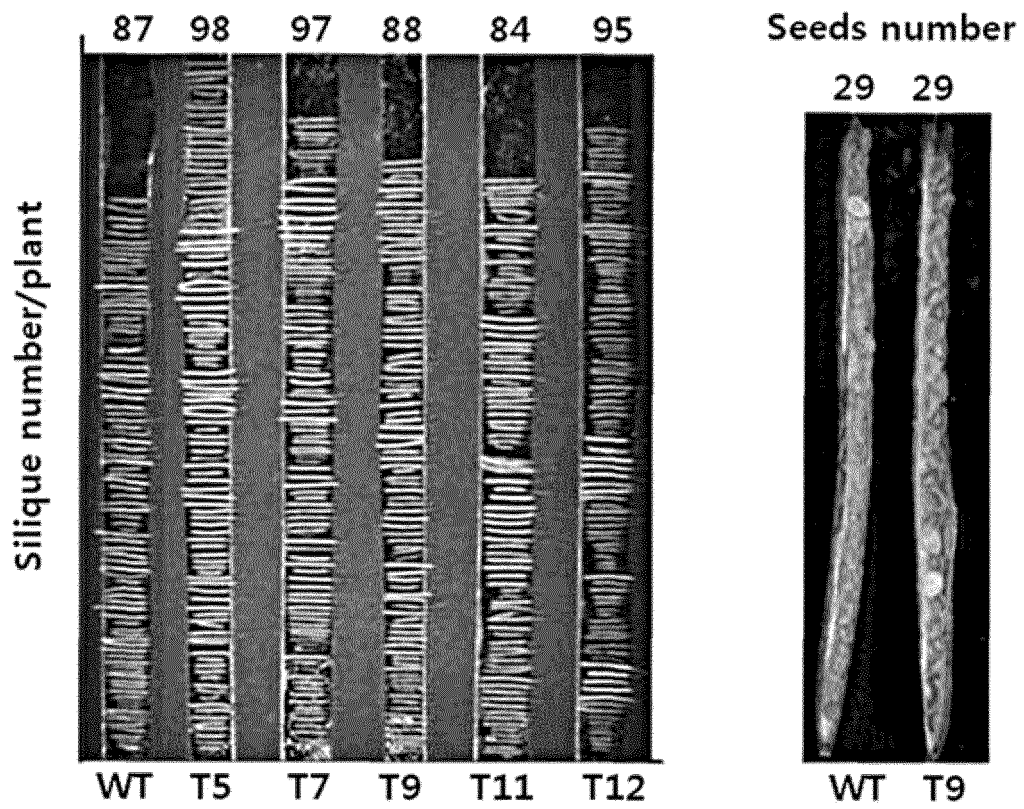 87 98 97 88 84 95
Silique number/plant
WT T5 T7 T9 T11 T12
Seeds number
29 29
WT T9